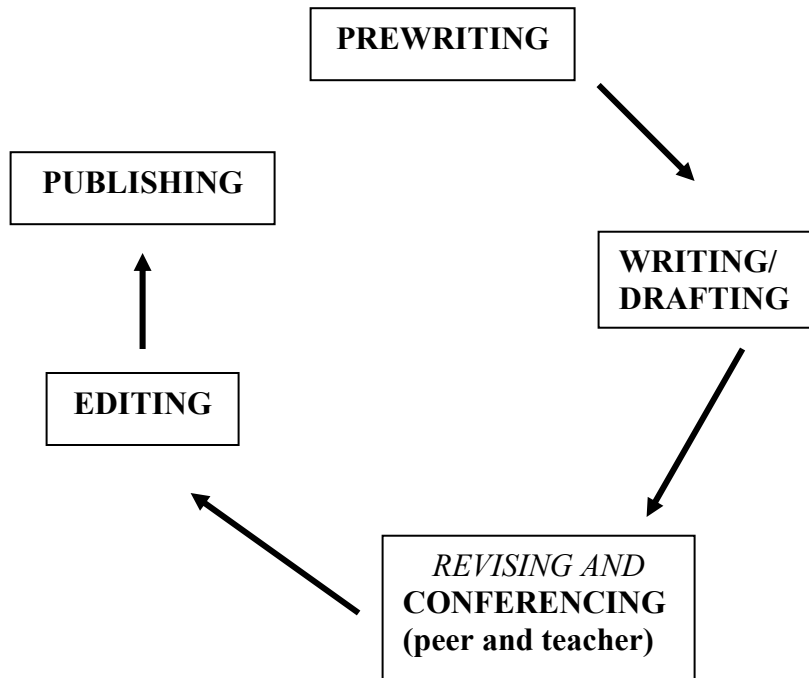 PREWRITING
PUBLISHING
WRITING/
DRAFTING
EDITING
REVISING AND
CONFERENCING
(peer and teacher)